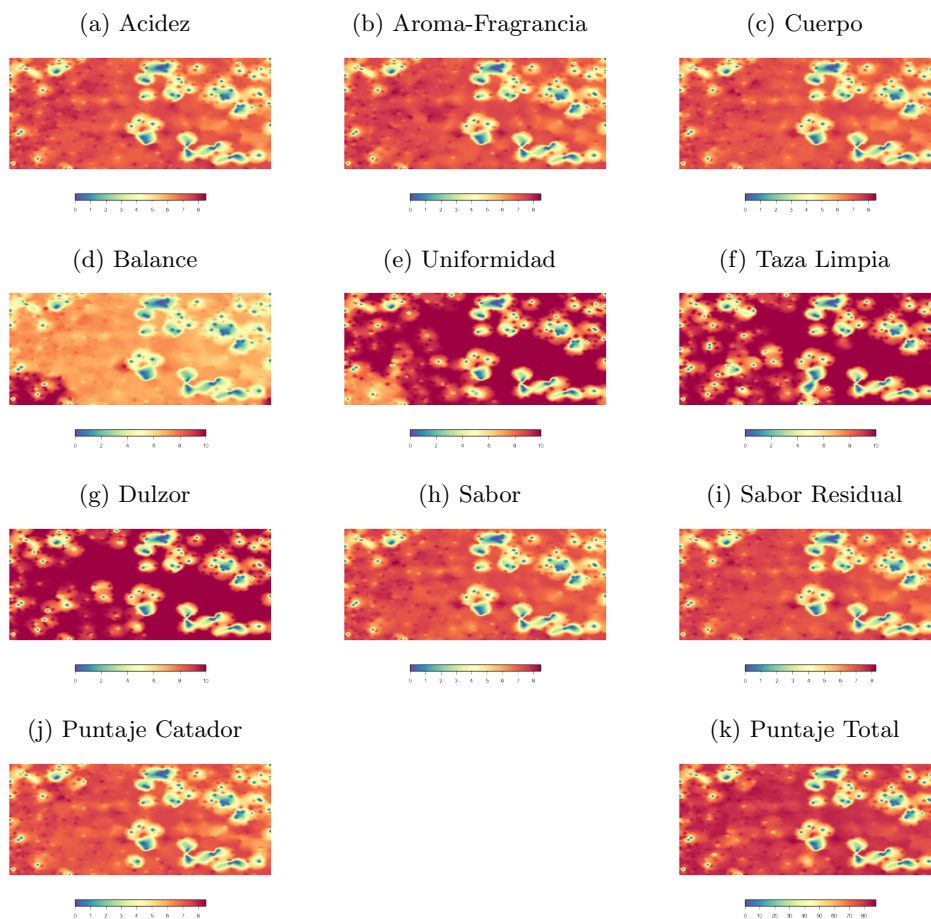 (a) Acidez
(b) Aroma-Fragrancia
(c) Cuerpo
0 1 2 3 4 5 6 7 8
0 1 2 3 4 5 6 7 8
0 1 2 3 4 5 6 7 8
(d) Balance
(e) Uniformidad
(f) Taza Limpia
0 2 4 6 8 10
0 2 4 6 8 10
0 2 4 6 8 10
(g) Dulzor
(h) Sabor
(i) Sabor Residual
0 2 4 6 8 10
0 1 2 3 4 5 6 7 8
0 1 2 3 4 5 6 7 8
(j) Puntaje Catador
(k) Puntaje Total
0 1 2 3 4 5 6 7 8
0 10 20 30 40 50 60 70 80